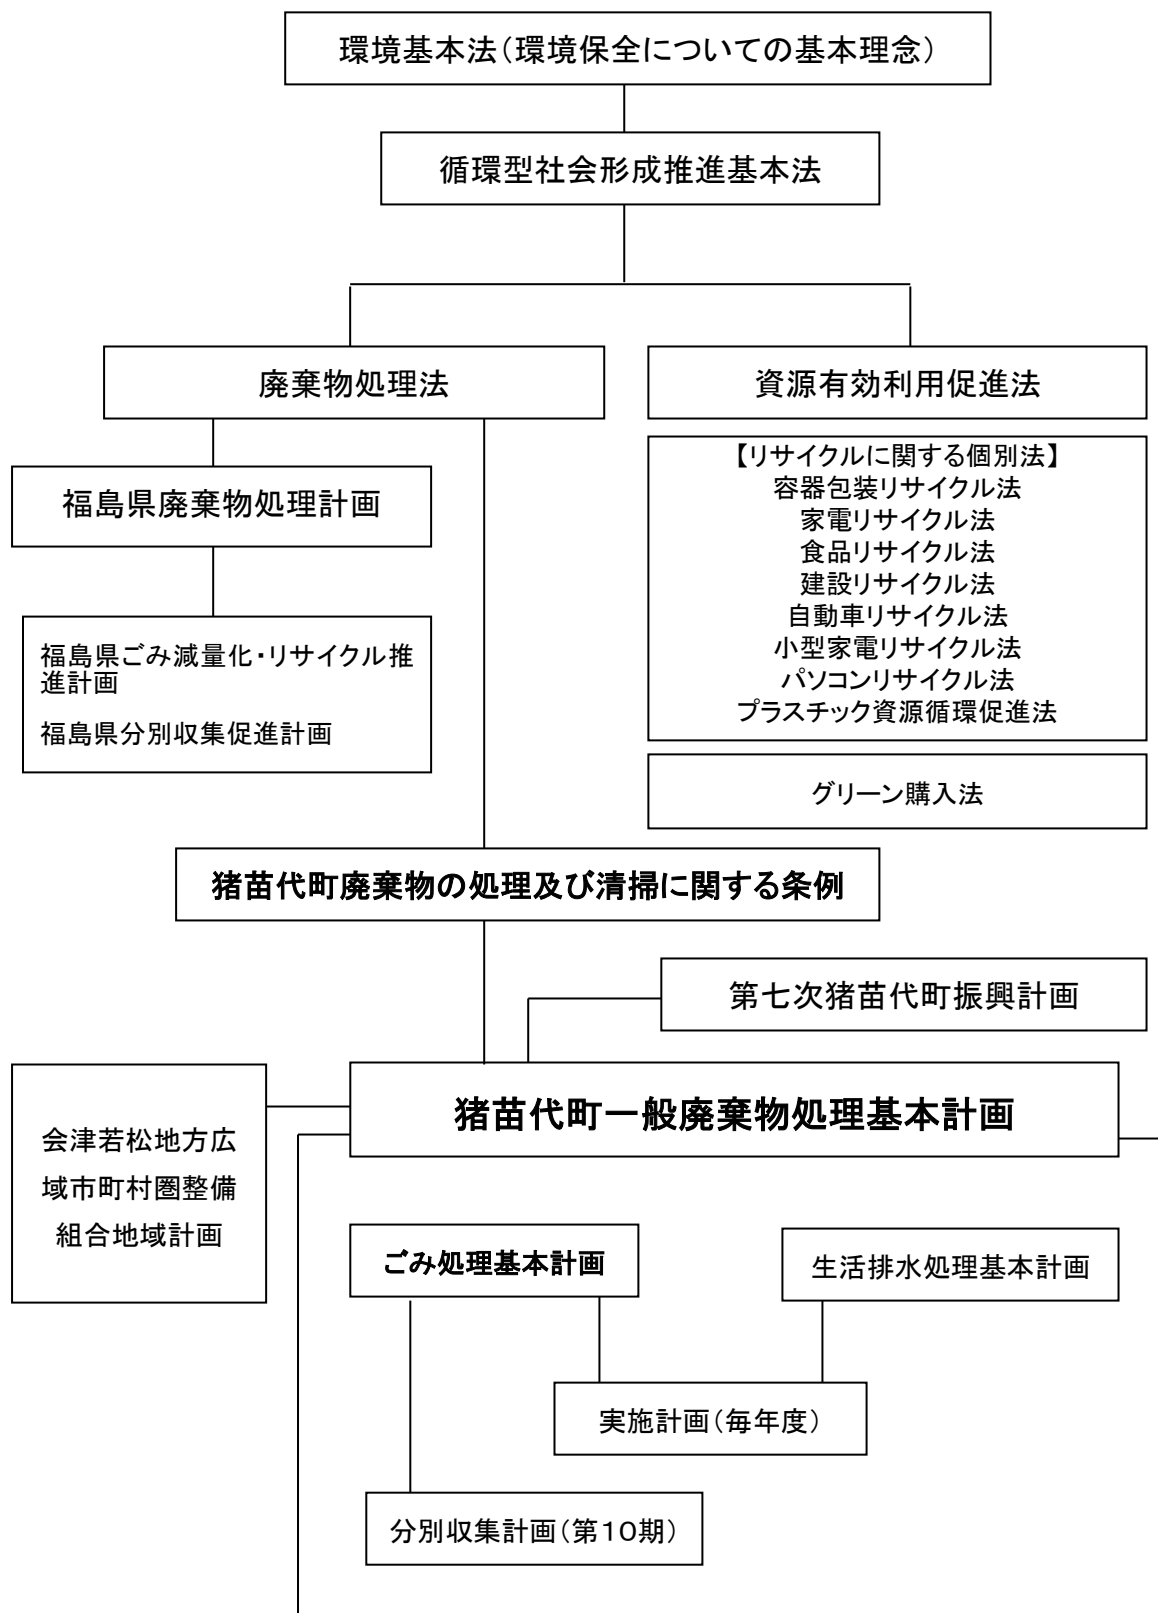 環境基本法（環境保全についての基本理念）
循環型社会形成推進基本法
廃棄物処理法
資源有効利用促進法
福島県廃棄物処理計画
【リサイクルに関する個別法】
容器包装リサイクル法
家電リサイクル法
食品リサイクル法
建設リサイクル法
自動車リサイクル法
小型家電リサイクル法
パソコンリサイクル法
プラスチック資源循環促進法
福島県ごみ減量化・リサイクル推
進計画
福島県分別収集促進計画
グリーン購入法
猪苗代町廃棄物の処理及び清掃に関する条例
第七次猪苗代町振興計画
猪苗代町一般廃棄物処理基本計画
会津若松地方広
域市町村圏整備
組合地域計画
ごみ処理基本計画
生活排水処理基本計画
実施計画（毎年度）
分別収集計画（第１０期）